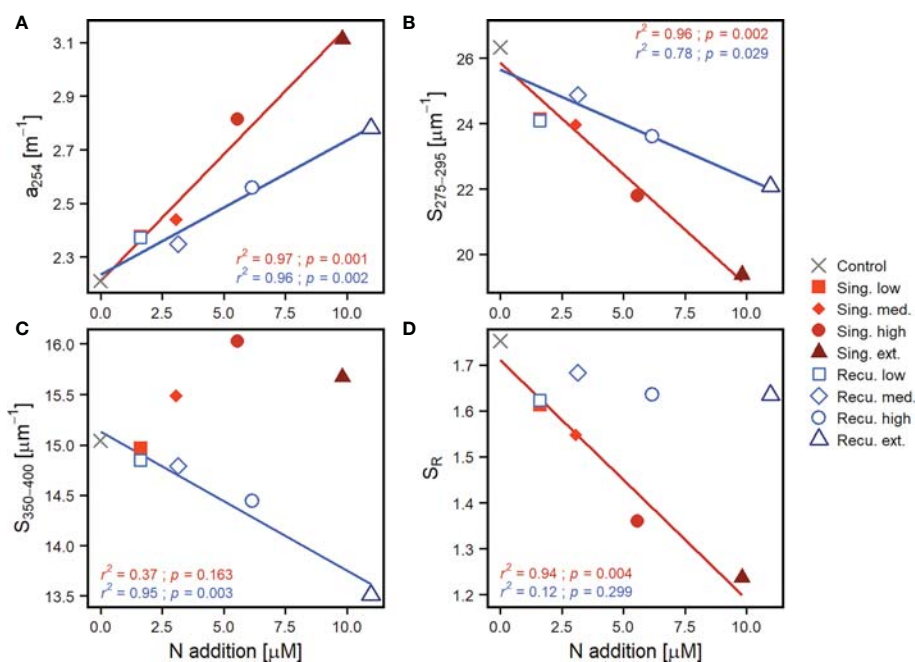 A
B
3.1
2.9
2.7
2.5
2.3
a254 [m−1]
r2 = 0.97 ; p = 0.001
r2 = 0.96 ; p = 0.002
0.0 2.5 5.0 7.5 10.0
26
24
22
20
S275−295 [µm−1]
r2 = 0.96 ; p = 0.002
r2 = 0.78 ; p = 0.029
0.0 2.5 5.0 7.5 10.0
C
D
16.0
15.5
15.0
14.5
14.0
13.5
S350−400 [µm−1]
r2 = 0.37 ; p = 0.163
r2 = 0.95 ; p = 0.003
0.0 2.5 5.0 7.5 10.0
N addition [µM]
1.7
1.6
1.5
1.4
1.3
1.2
SR
r2 = 0.94 ; p = 0.004
r2 = 0.12 ; p = 0.299
0.0 2.5 5.0 7.5 10.0
N addition [µM]
Control
Sing. low
Sing. med.
Sing. high
Sing. ext.
Recu. low
Recu. med.
Recu. high
Recu. ext.